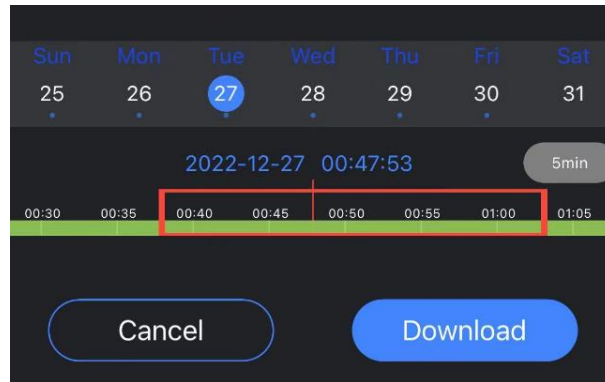 Sun Mon Tue Wed Thu Fri Sat
25 26 27 28 29 30 31
2022-12-27 00:47:53 5min
00:30 00:35 00:40 00:45 00:50 00:55 01:00 01:05
Cancel Download